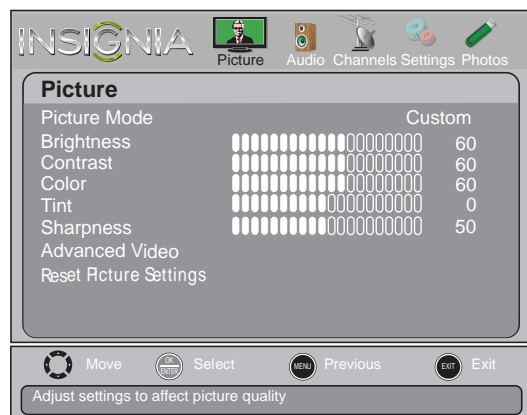 INSIGNIA
Picture Audio Channels Settings Photos
Picture
Picture Mode Custom
Brightness 60
Contrast 60
Color 60
Tint 0
Sharpness 50
Advanced Video
Reset Picture Settings
Move OK ENTER Select MENU Previous EXIT Exit
Adjust settings to affect picture quality